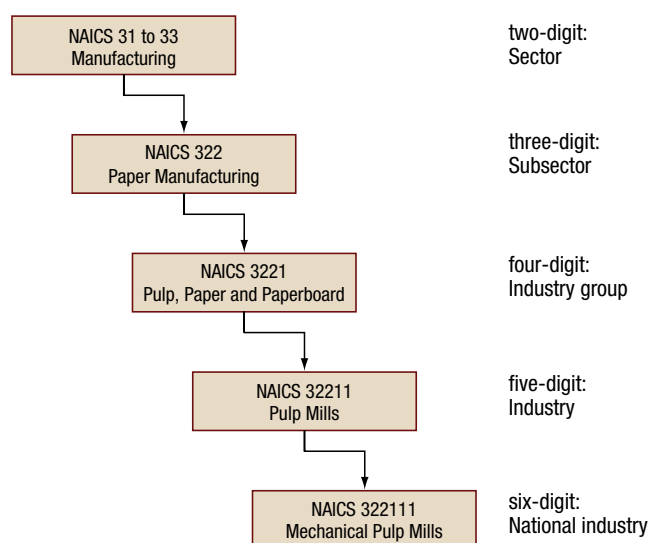 NAICS 31 to 33
Manufacturing
two-digit:
Sector
NAICS 322
Paper Manufacturing
three-digit:
Subsector
NAICS 3221
Pulp, Paper and Paperboard
four-digit:
Industry group
NAICS 32211
Pulp Mills
five-digit:
Industry
NAICS 322111
Mechanical Pulp Mills
six-digit:
National industry